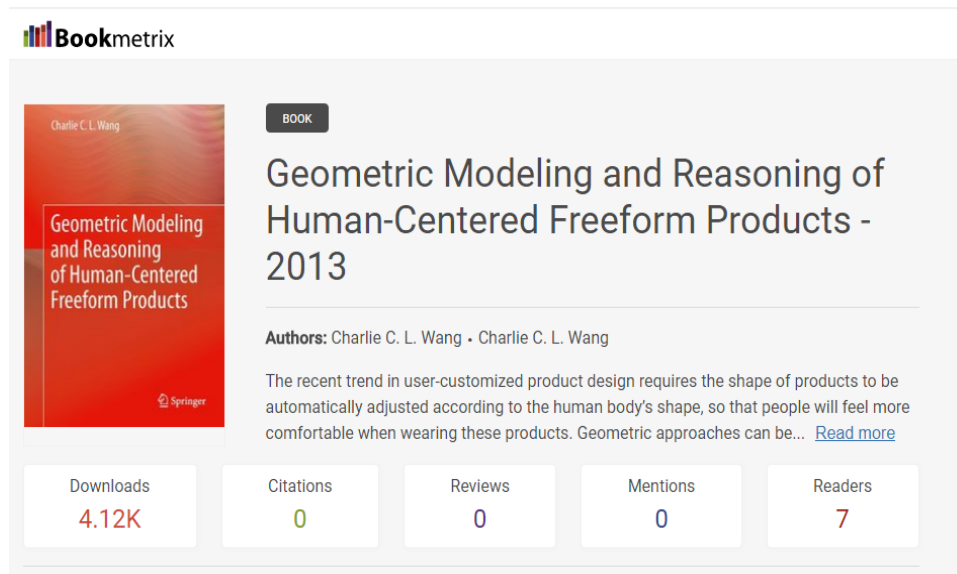 Bookmetrix
Charlie C. L. Wang
Geometric Modeling
and Reasoning
of Human-Centered
Freeform Products
Springer
BOOK
Geometric Modeling and Reasoning of
Human-Centered Freeform Products -
2013
Authors: Charlie C. L. Wang • Charlie C. L. Wang
The recent trend in user-customized product design requires the shape of products to be
automatically adjusted according to the human body's shape, so that people will feel more
comfortable when wearing these products. Geometric approaches can be... Read more
Downloads
4.12K
Citations
0
Reviews
0
Mentions
0
Readers
7